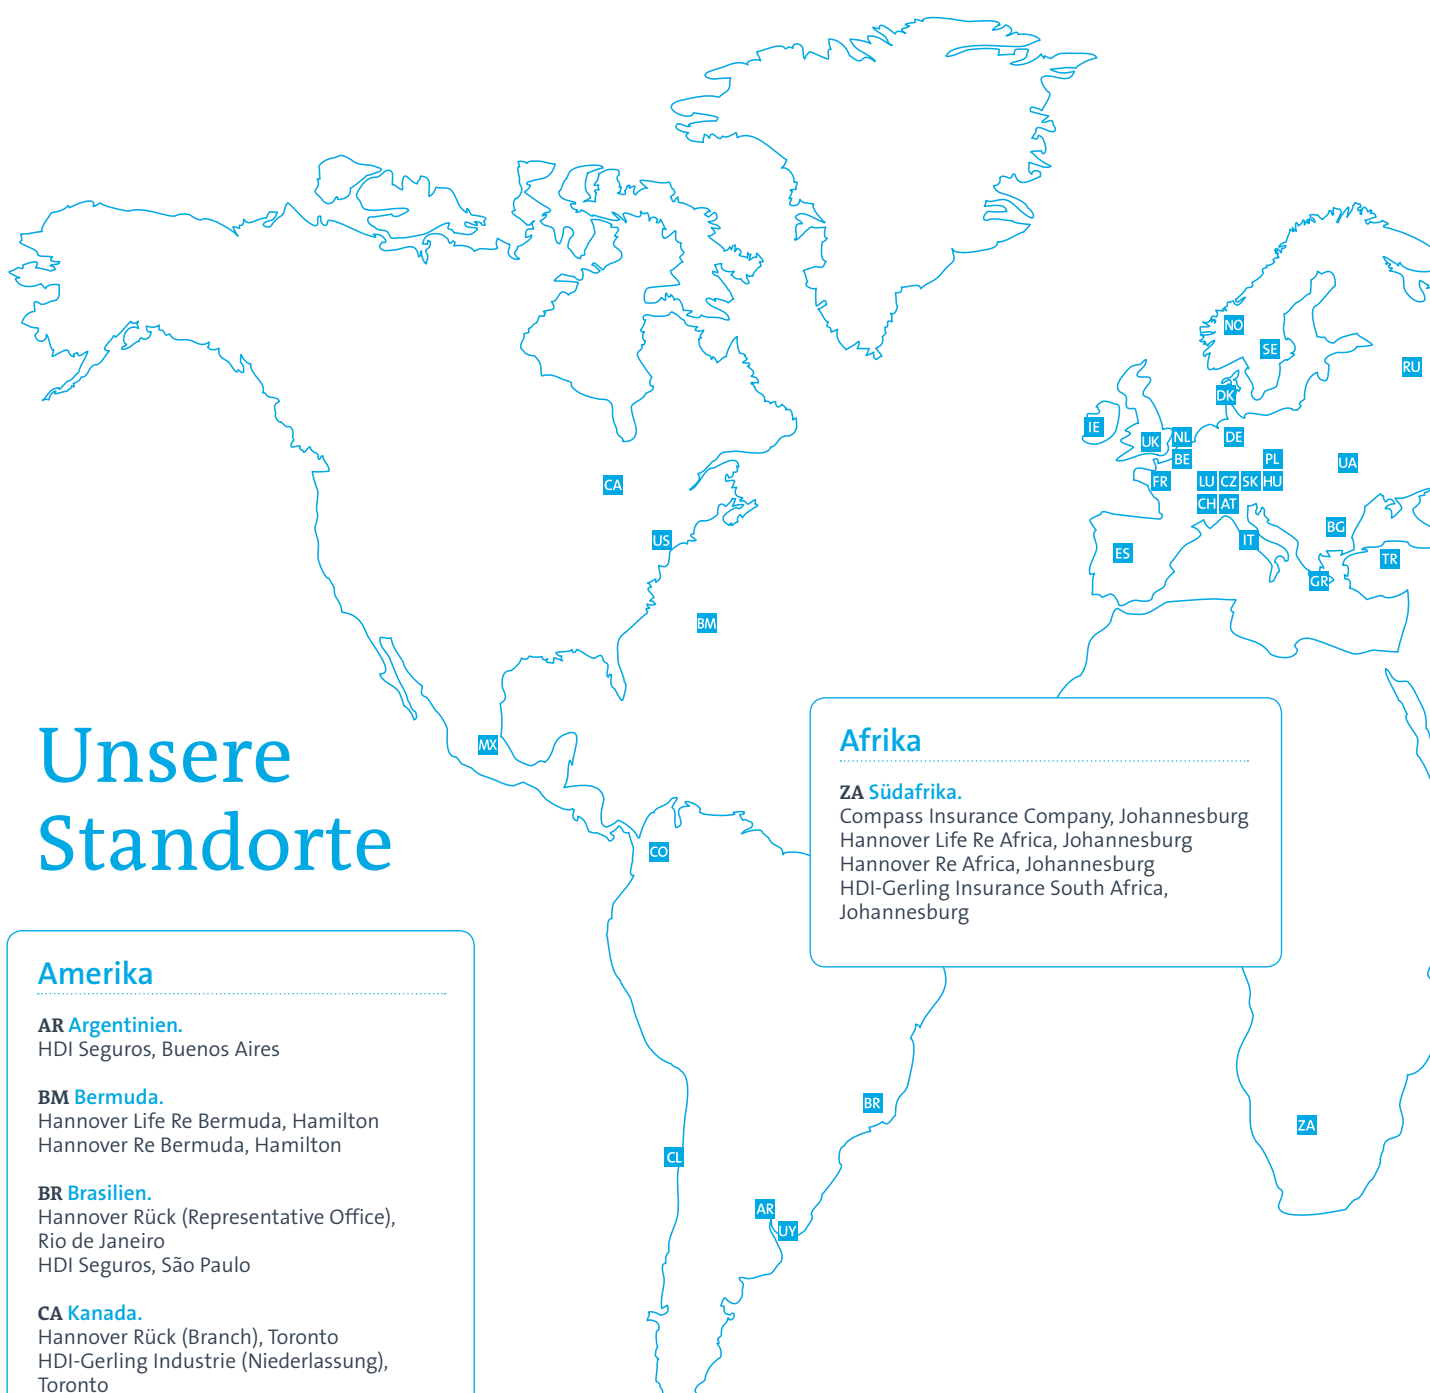 NO
SE
RU
DK
IE
UK
NL
DE
BE
PL
UA
FR
LU
CZ
SK
HU
CH
AT
CA
US
BG
IT
ES
TR
GR
BM
MX
CO
BR
CL
AR
UY
ZA
Unsere
Standorte
Afrika
ZA Südafrika.
Compass Insurance Company, Johannesburg
Hannover Life Re Africa, Johannesburg
Hannover Re Africa, Johannesburg
HDI-Gerling Insurance South Africa,
Johannesburg
Amerika
AR Argentinien.
HDI Seguros, Buenos Aires
BM Bermuda.
Hannover Life Re Bermuda, Hamilton
Hannover Re Bermuda, Hamilton
BR Brasilien.
Hannover Rück (Representative Office),
Rio de Janeiro
HDI Seguros, São Paulo
CA Kanada.
Hannover Rück (Branch), Toronto
HDI-Gerling Industrie (Niederlassung),
Toronto